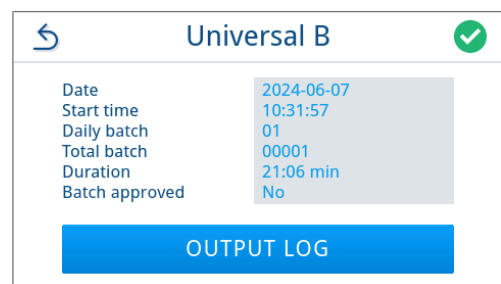 Universal B
Date 2024-06-07
Start time 10:31:57
Daily batch 01
Total batch 00001
Duration 21:06 min
Batch approved No
OUTPUT LOG